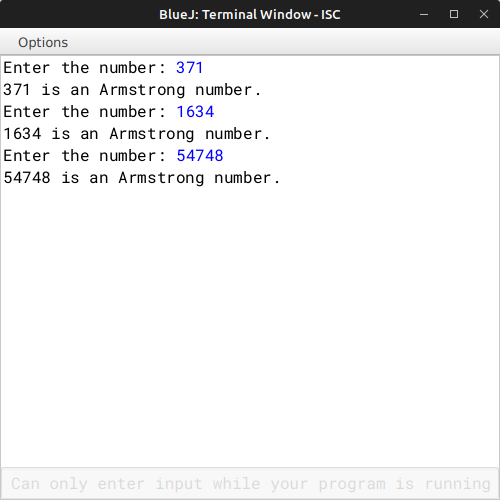 BlueJ: Terminal Window - ISC
Options
Enter the number: 371
371 is an Armstrong number.
Enter the number: 1634
1634 is an Armstrong number.
Enter the number: 54748
54748 is an Armstrong number.
Can only enter input while your program is running